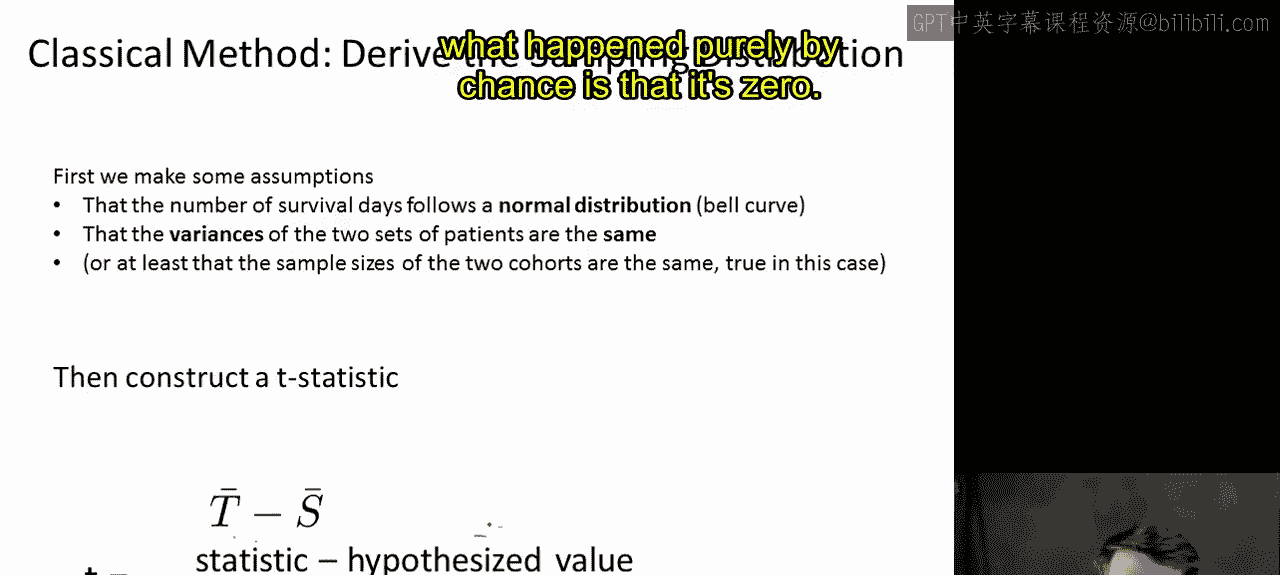 GPT中英字幕课程资源@bilibili.com
what happened purely by
Classical Method: Derive the Sampling Distribution
chance is that it's zero.
First we make some assumptions
• That the number of survival days follows a normal distribution (bell curve)
• That the variances of the two sets of patients are the same
• (or at least that the sample sizes of the two cohorts are the same, true in this case)
Then construct a t-statistic
T̄ − S̄
statistic – hypothesized value
t =